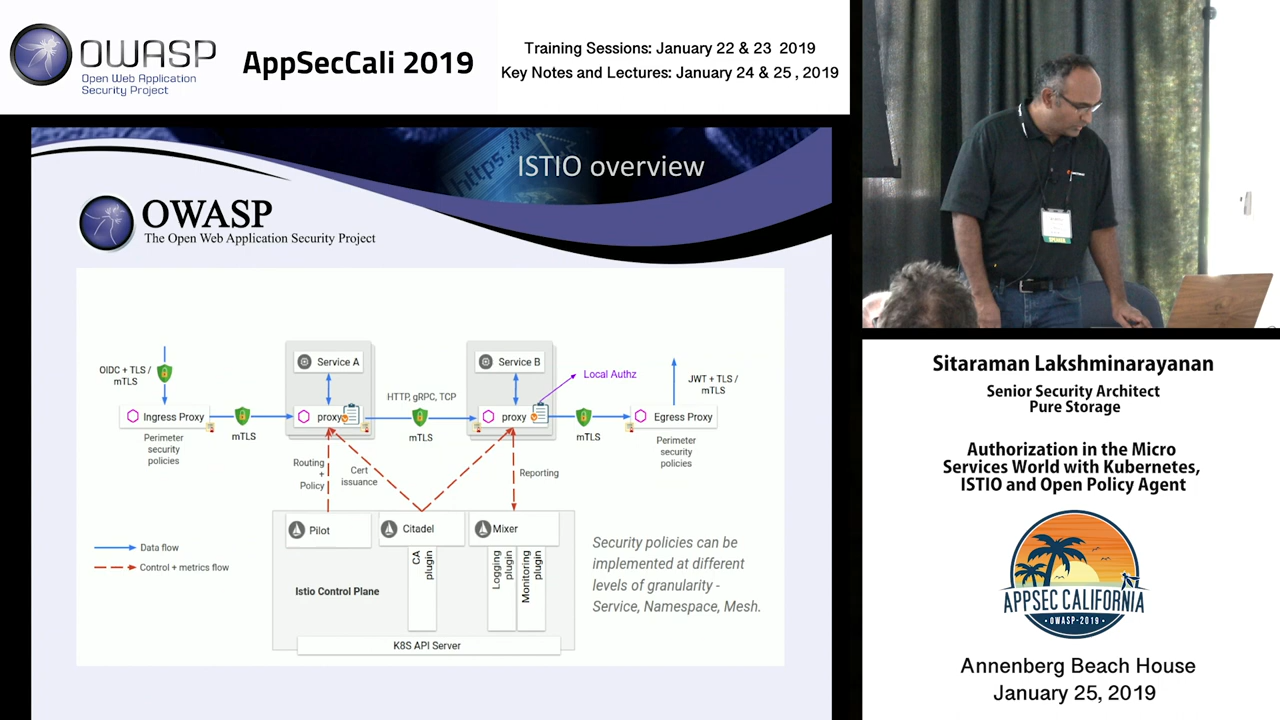 OWASP
Open Web Application
Security Project
AppSecCali 2019
Training Sessions: January 22 & 23 2019
Key Notes and Lectures: January 24 & 25 , 2019
https:/
ISTIO overview
OWASP
The Open Web Application Security Project
OIDC + TLS /
mTLS
Ingress Proxy
Perimeter
security
policies
mTLS
Service A
proxy
HTTP, gRPC, TCP
mTLS
Service B
proxy
Local Authz
mTLS
JWT + TLS /
mTLS
Egress Proxy
Perimeter
security
policies
Routing
+
Policy
Cert
issuance
Reporting
Pilot
Citadel
Mixer
CA
plugin
Logging
plugin
Monitoring
plugin
Istio Control Plane
K8S API Server
Data flow
Control + metrics flow
Security policies can be
implemented at different
levels of granularity -
Service, Namespace, Mesh.
Sitaraman Lakshminarayanan
Senior Security Architect
Pure Storage
Authorization in the Micro
Services World with Kubernetes,
ISTIO and Open Policy Agent
APPSEC CALIFORNIA
OWASP-2019
Annenberg Beach House
January 25, 2019